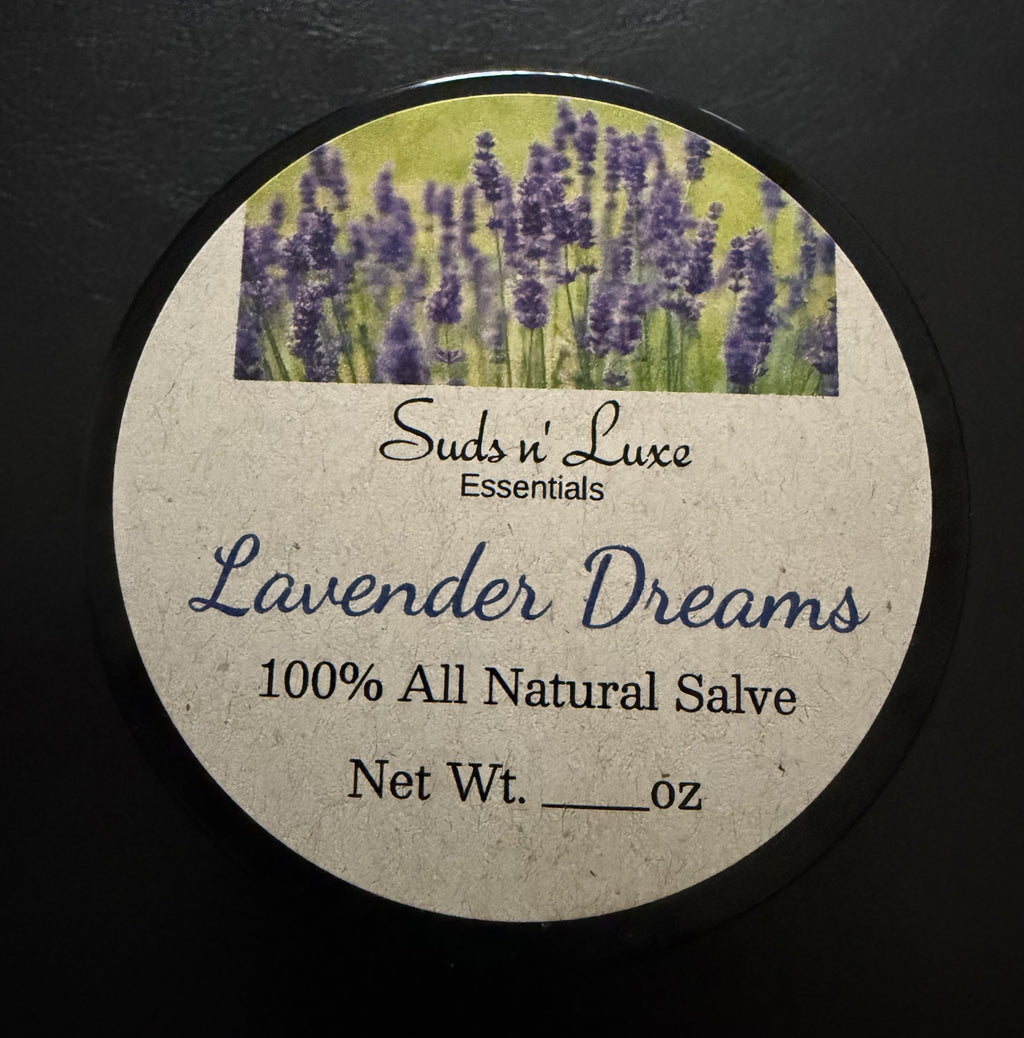 Suds n' Luxe
Essentials
Lavender Dreams
100% All Natural Salve
Net Wt. _____oz